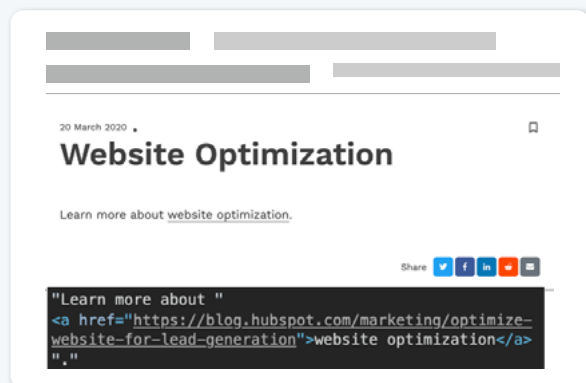 20 March 2020 .
Website Optimization
Learn more about website optimization.
Share
"Learn more about "
<a href="https://blog.hubspot.com/marketing/optimize-
website-for-lead-generation">website optimization</a>
"."